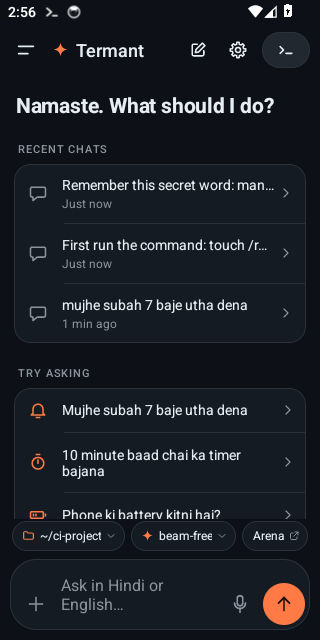 2:56
Termant
Namaste. What should I do?
RECENT CHATS
Remember this secret word: man…
Just now
First run the command: touch /r…
Just now
mujhe subah 7 baje utha dena
1 min ago
TRY ASKING
Mujhe subah 7 baje utha dena
10 minute baad chai ka timer
bajana
Phone ki battery kitni hai?
~/ci-project
beam-free
Arena
Ask in Hindi or
English…